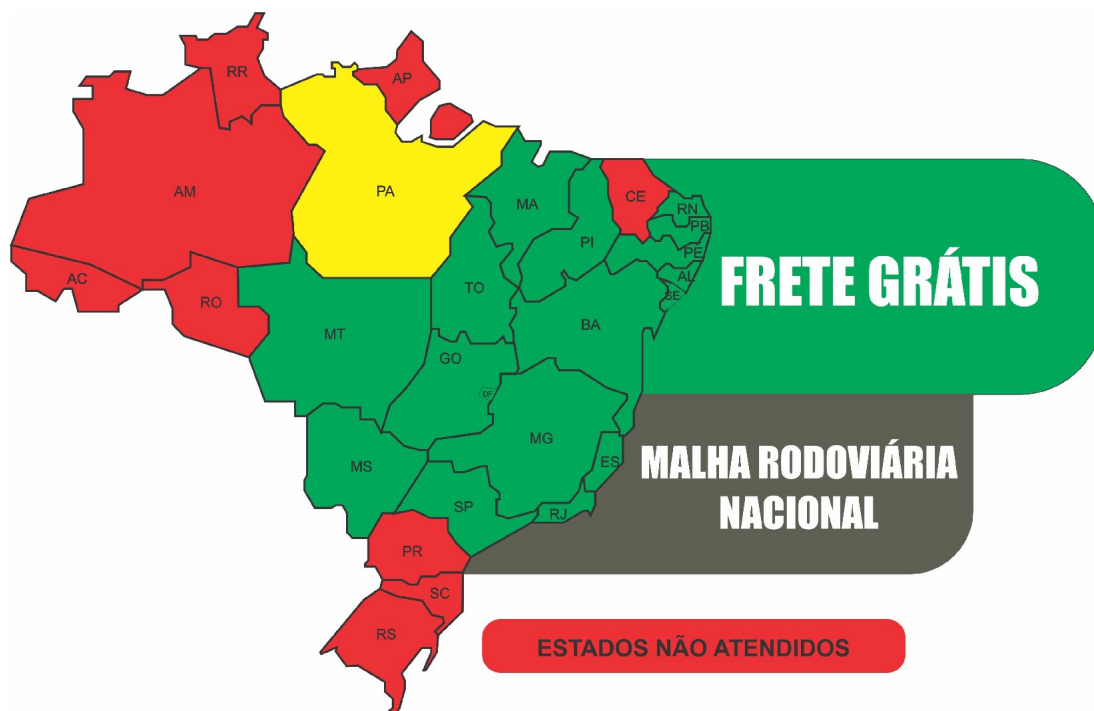 RR
AP
AM
PA
MA
CE
RN
PB
PI
PE
AL
SE
AC
RO
TO
BA
MT
GO
DF
FRETE GRÁTIS
MG
ES
MS
SP
RJ
MALHA RODOVIÁRIA
NACIONAL
PR
SC
RS
ESTADOS NÃO ATENDIDOS